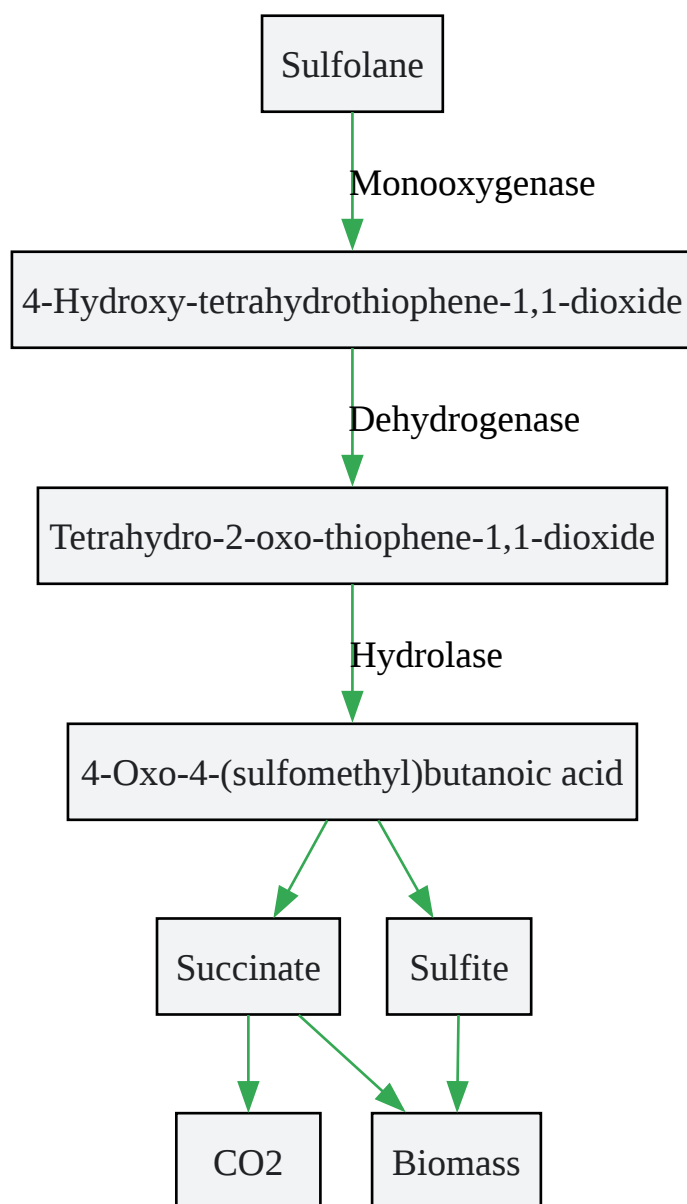 Sulfolane
Monooxygenase
4-Hydroxy-tetrahydrothiophene-1,1-dioxide
Dehydrogenase
Tetrahydro-2-oxo-thiophene-1,1-dioxide
Hydrolase
4-Oxo-4-(sulfomethyl)butanoic acid
Succinate
Sulfite
CO2
Biomass